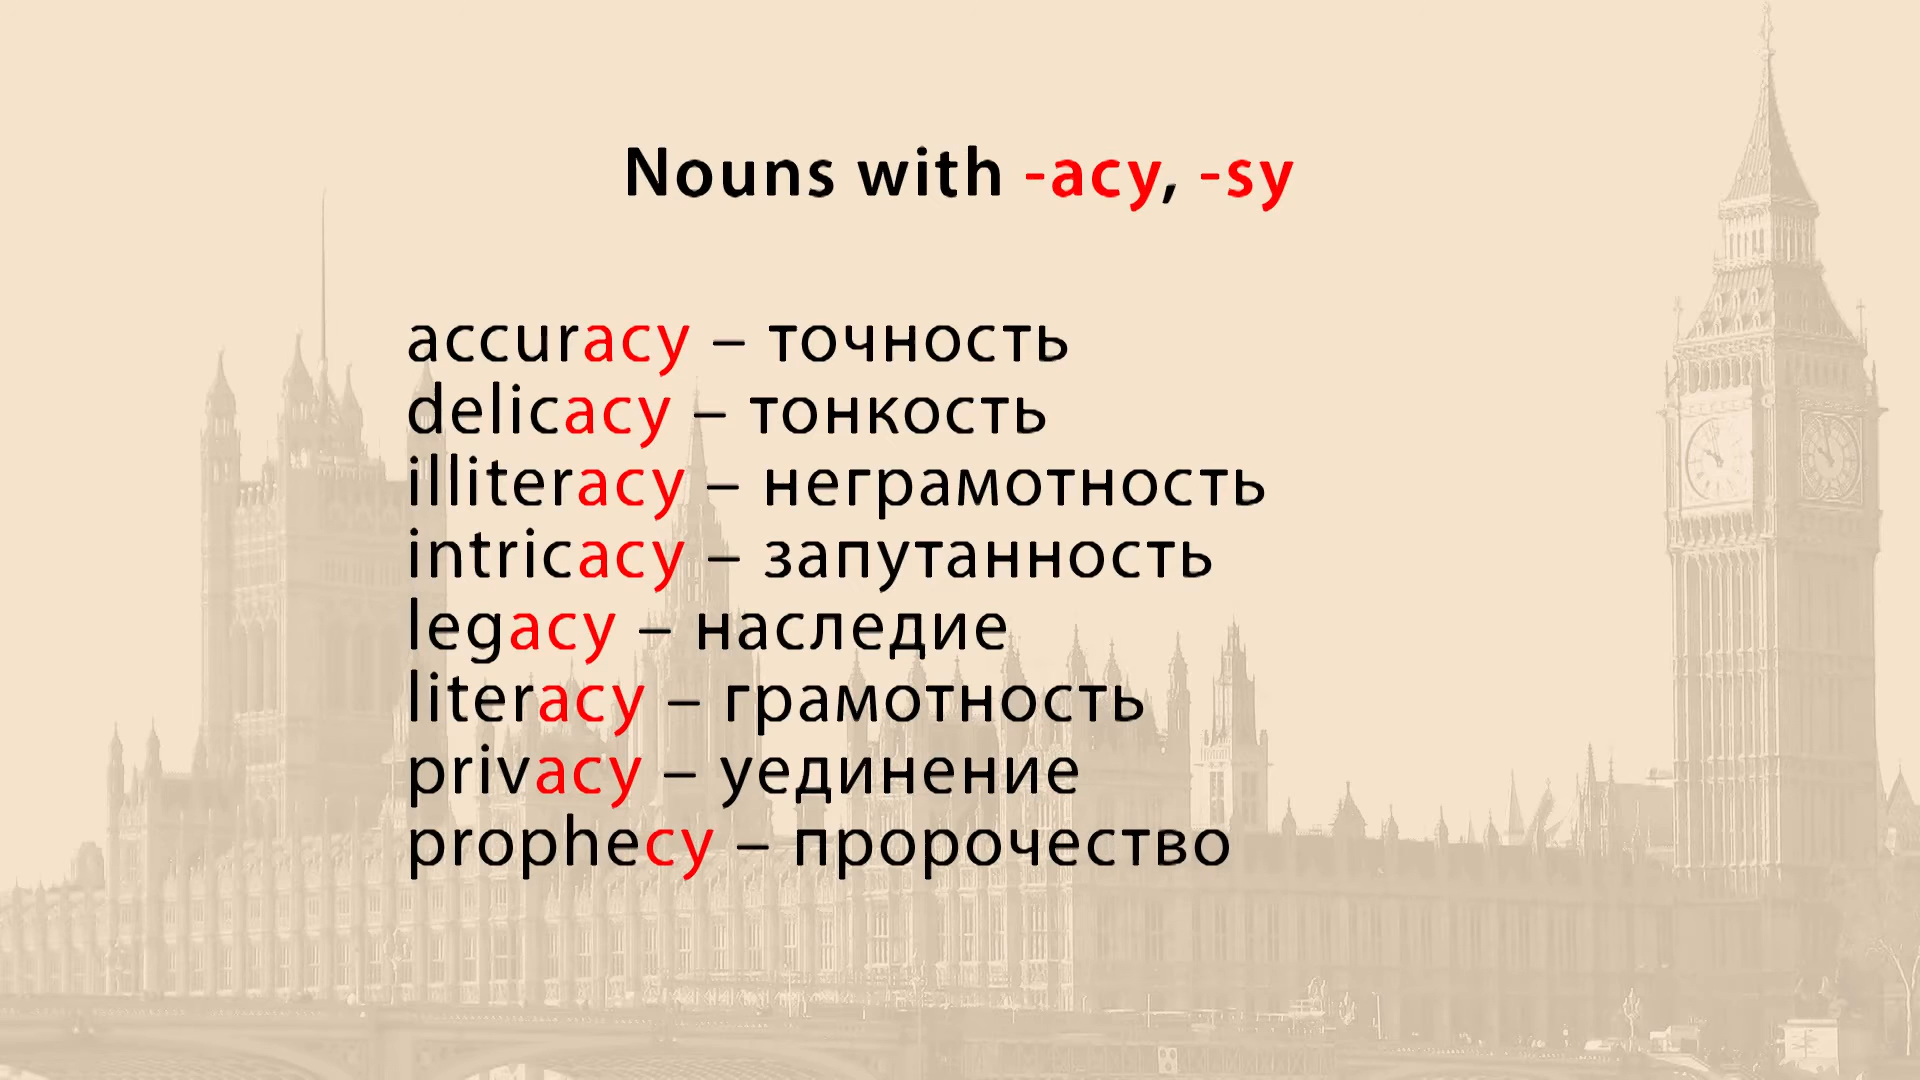 Nouns with -acy, -sy
accuracy – точность
delicacy – тонкость
illiteracy – неграмотность
intricacy – запутанность
legacy – наследие
literacy – грамотность
privacy – уединение
prophecy – пророчество